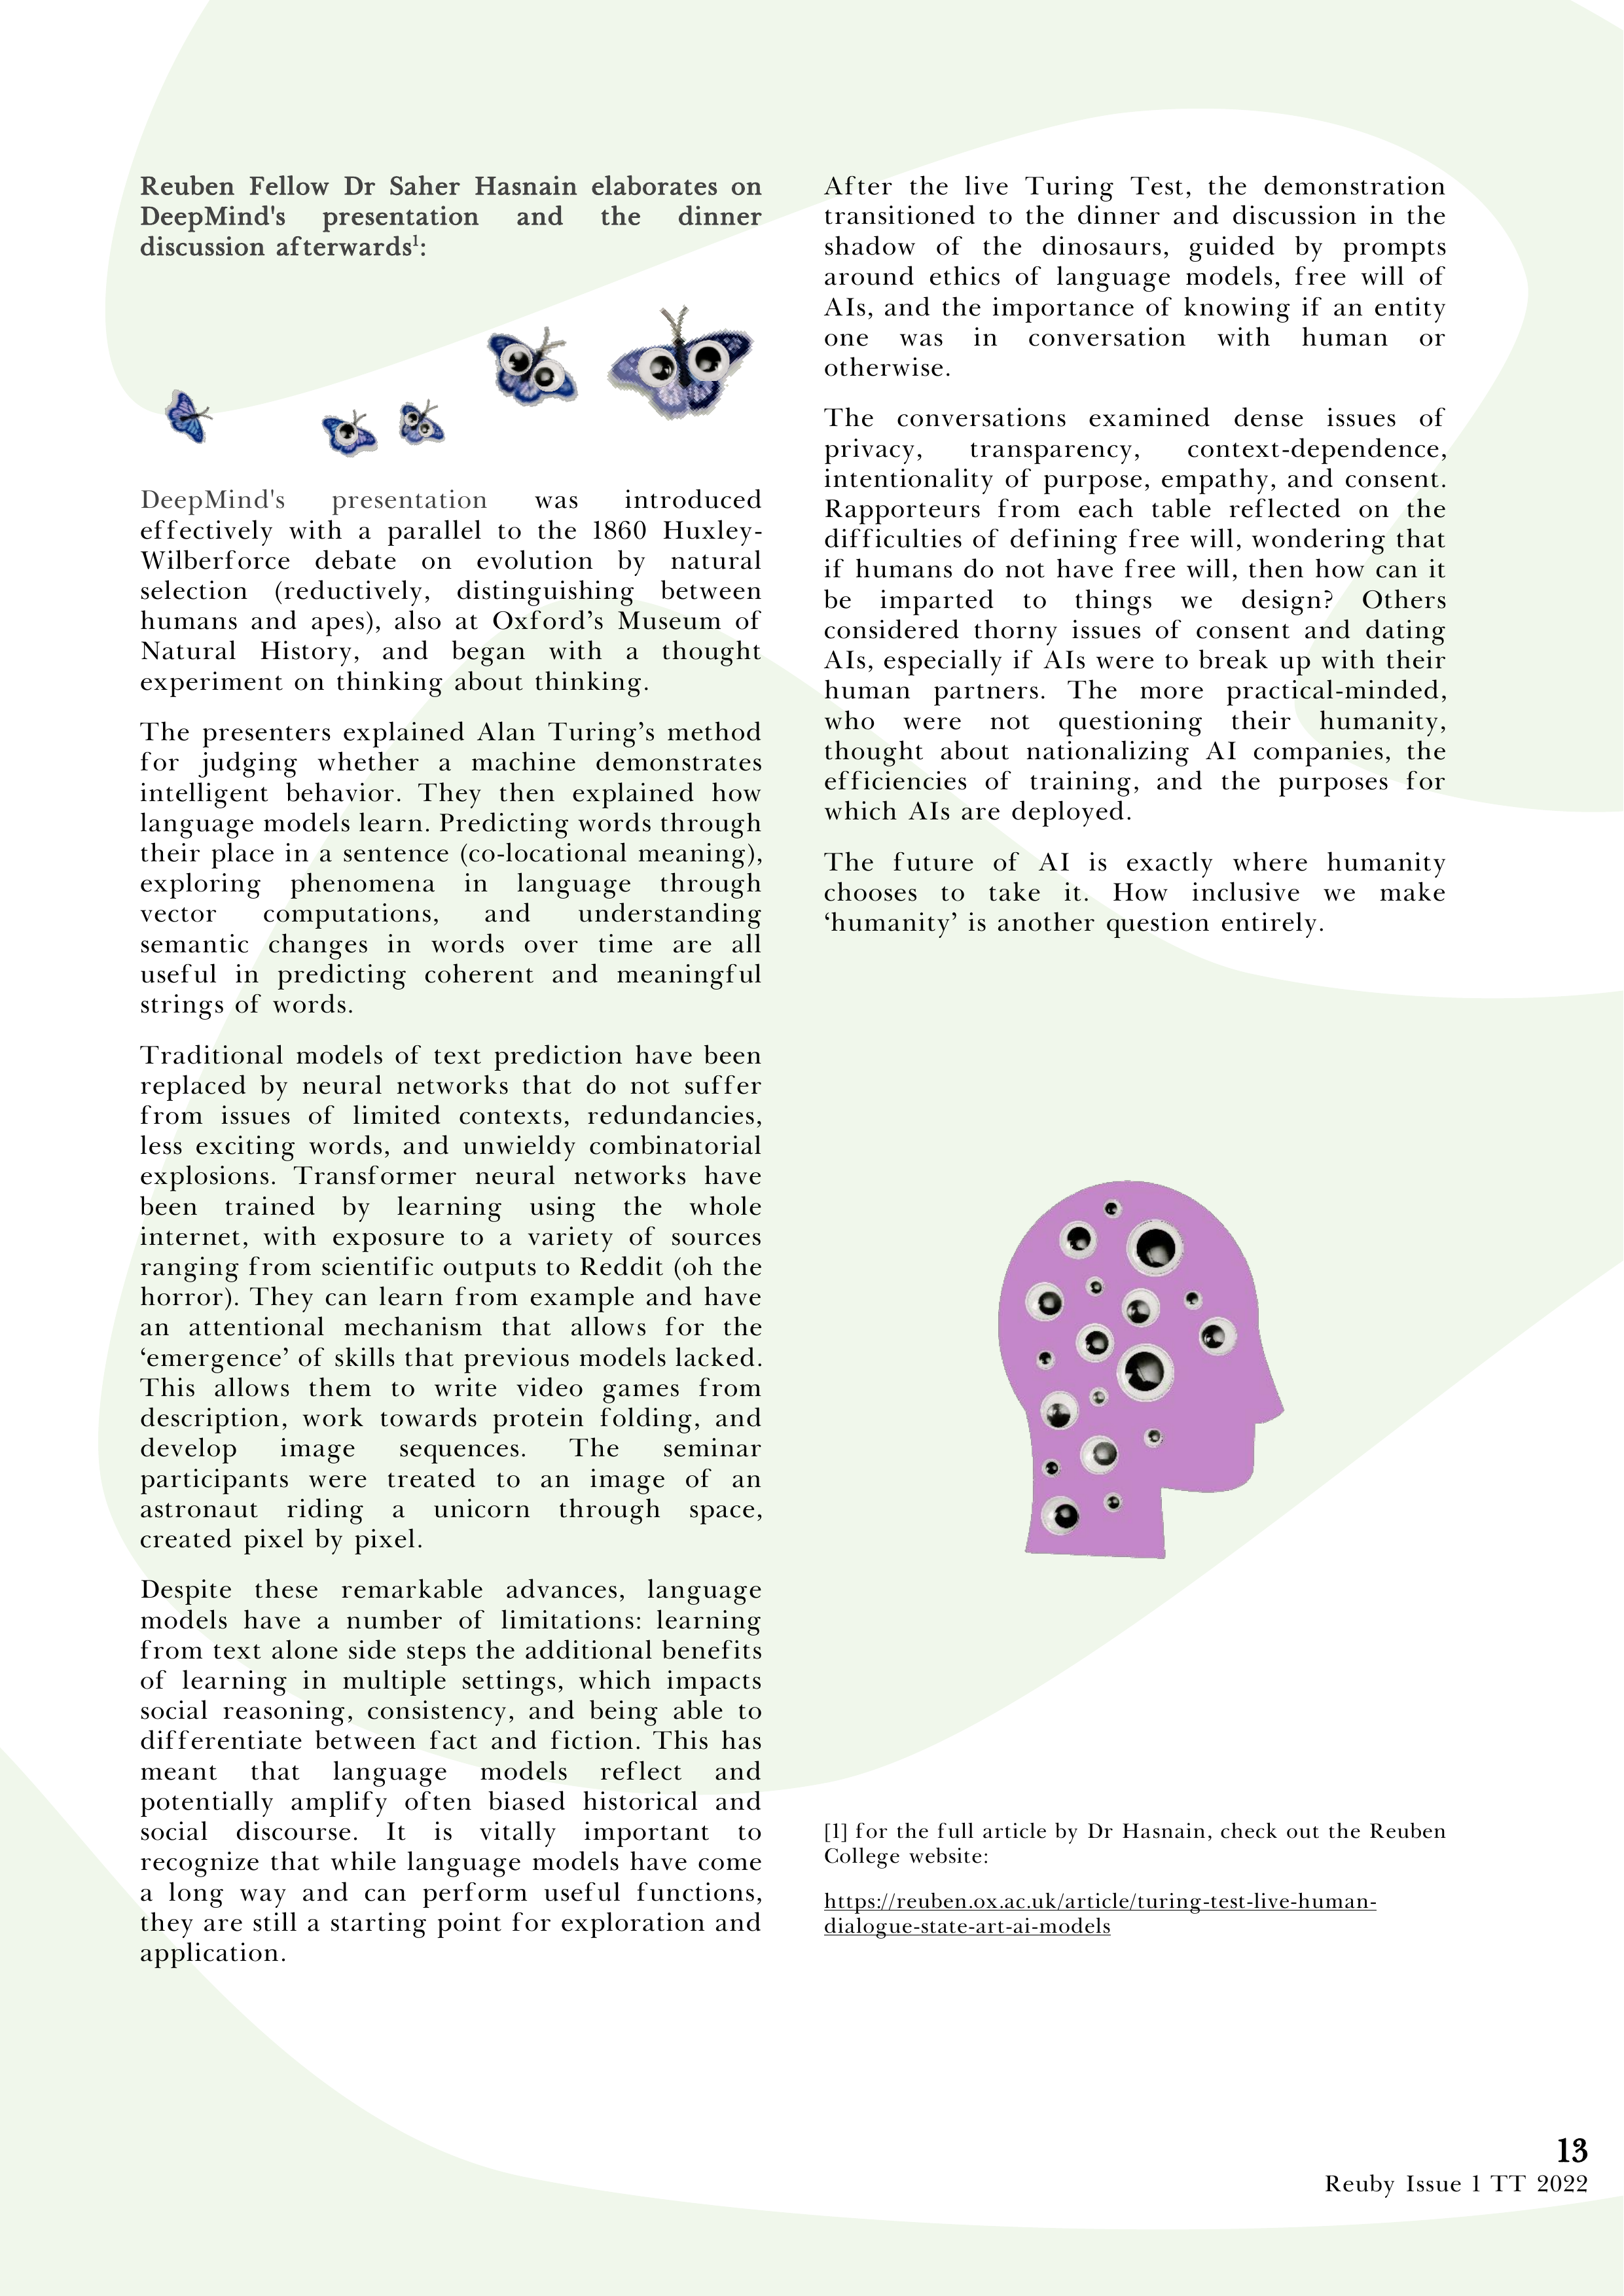 Reuben Fellow Dr Saher Hasnain elaborates on
DeepMind's presentation and the dinner
discussion afterwards1:
DeepMind's presentation was introduced
effectively with a parallel to the 1860 Huxley-
Wilberforce debate on evolution by natural
selection (reductively, distinguishing between
humans and apes), also at Oxford’s Museum of
Natural History, and began with a thought
experiment on thinking about thinking.
The presenters explained Alan Turing’s method
for judging whether a machine demonstrates
intelligent behavior. They then explained how
language models learn. Predicting words through
their place in a sentence (co-locational meaning),
exploring phenomena in language through
vector computations, and understanding
semantic changes in words over time are all
useful in predicting coherent and meaningful
strings of words.
Traditional models of text prediction have been
replaced by neural networks that do not suffer
from issues of limited contexts, redundancies,
less exciting words, and unwieldy combinatorial
explosions. Transformer neural networks have
been trained by learning using the whole
internet, with exposure to a variety of sources
ranging from scientific outputs to Reddit (oh the
horror). They can learn from example and have
an attentional mechanism that allows for the
‘emergence’ of skills that previous models lacked.
This allows them to write video games from
description, work towards protein folding, and
develop image sequences. The seminar
participants were treated to an image of an
astronaut riding a unicorn through space,
created pixel by pixel.
Despite these remarkable advances, language
models have a number of limitations: learning
from text alone side steps the additional benefits
of learning in multiple settings, which impacts
social reasoning, consistency, and being able to
differentiate between fact and fiction. This has
meant that language models reflect and
potentially amplify often biased historical and
social discourse. It is vitally important to
recognize that while language models have come
a long way and can perform useful functions,
they are still a starting point for exploration and
application.
After the live Turing Test, the demonstration
transitioned to the dinner and discussion in the
shadow of the dinosaurs, guided by prompts
around ethics of language models, free will of
AIs, and the importance of knowing if an entity
one was in conversation with human or
otherwise.
The conversations examined dense issues of
privacy, transparency, context-dependence,
intentionality of purpose, empathy, and consent.
Rapporteurs from each table reflected on the
difficulties of defining free will, wondering that
if humans do not have free will, then how can it
be imparted to things we design? Others
considered thorny issues of consent and dating
AIs, especially if AIs were to break up with their
human partners. The more practical-minded,
who were not questioning their humanity,
thought about nationalizing AI companies, the
efficiencies of training, and the purposes for
which AIs are deployed.
The future of AI is exactly where humanity
chooses to take it. How inclusive we make
‘humanity’ is another question entirely.
[1] for the full article by Dr Hasnain, check out the Reuben
College website:
https://reuben.ox.ac.uk/article/turing-test-live-human-
dialogue-state-art-ai-models
13
Reuby Issue 1 TT 2022